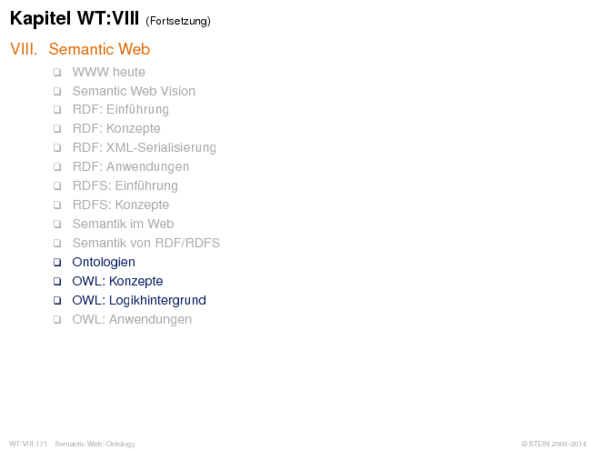 Kapitel WT:VIII (Fortsetzung)
VIII. Semantic Web
❑ WWW heute
❑ Semantic Web Vision
❑ RDF: Einführung
❑ RDF: Konzepte
❑ RDF: XML-Serialisierung
❑ RDF: Anwendungen
❑ RDFS: Einführung
❑ RDFS: Konzepte
❑ Semantik im Web
❑ Semantik von RDF/RDFS
❑ Ontologien
❑ OWL: Konzepte
❑ OWL: Logikhintergrund
❑ OWL: Anwendungen
WT:VIII-171 Semantic Web: Ontology © STEIN 2005-2014